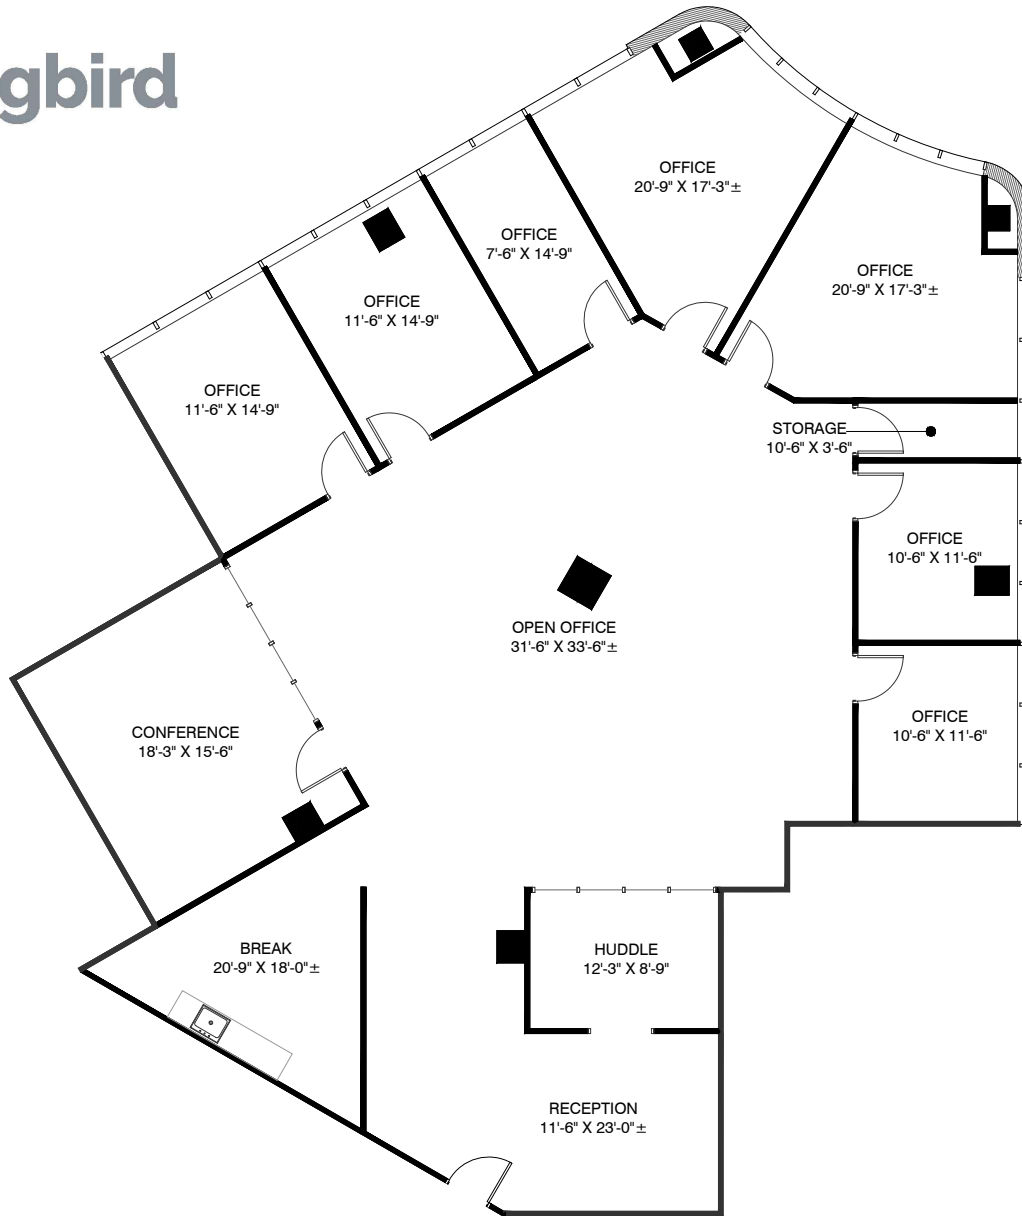 gbird
OFFICE
20'-9" X 17'-3"±
OFFICE
7'-6" X 14'-9"
OFFICE
20'-9" X 17'-3"±
OFFICE
11'-6" X 14'-9"
OFFICE
11'-6" X 14'-9"
STORAGE
10'-6" X 3'-6"
OFFICE
10'-6" X 11'-6"
OPEN OFFICE
31'-6" X 33'-6"±
OFFICE
10'-6" X 11'-6"
CONFERENCE
18'-3" X 15'-6"
BREAK
20'-9" X 18'-0"±
HUDDLE
12'-3" X 8'-9"
RECEPTION
11'-6" X 23'-0"±